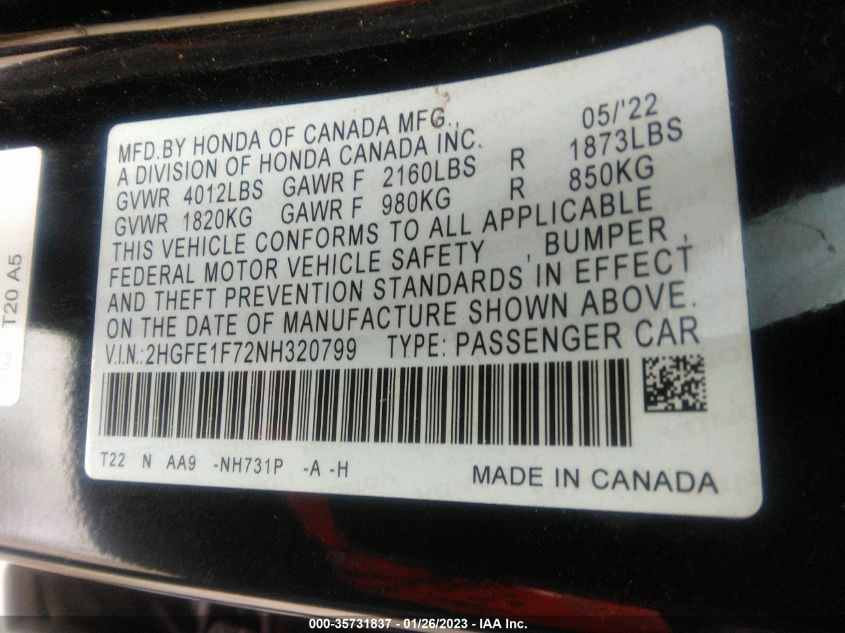 MFD.BY HONDA OF CANADA MFG., 05/'22
A DIVISION OF HONDA CANADA INC.
GVWR 4012LBS GAWR F 2160LBS R 1873LBS
GVWR 1820KG GAWR F 980KG R 850KG
THIS VEHICLE CONFORMS TO ALL APPLICABLE
FEDERAL MOTOR VEHICLE SAFETY , BUMPER ,
AND THEFT PREVENTION STANDARDS IN EFFECT
ON THE DATE OF MANUFACTURE SHOWN ABOVE.
V.I.N.:2HGFE1F72NH320799 TYPE: PASSENGER CAR
T22 N AA9 -NH731P -A -H
MADE IN CANADA
T20 A5
000-35731837 - 01/26/2023 - IAA Inc.